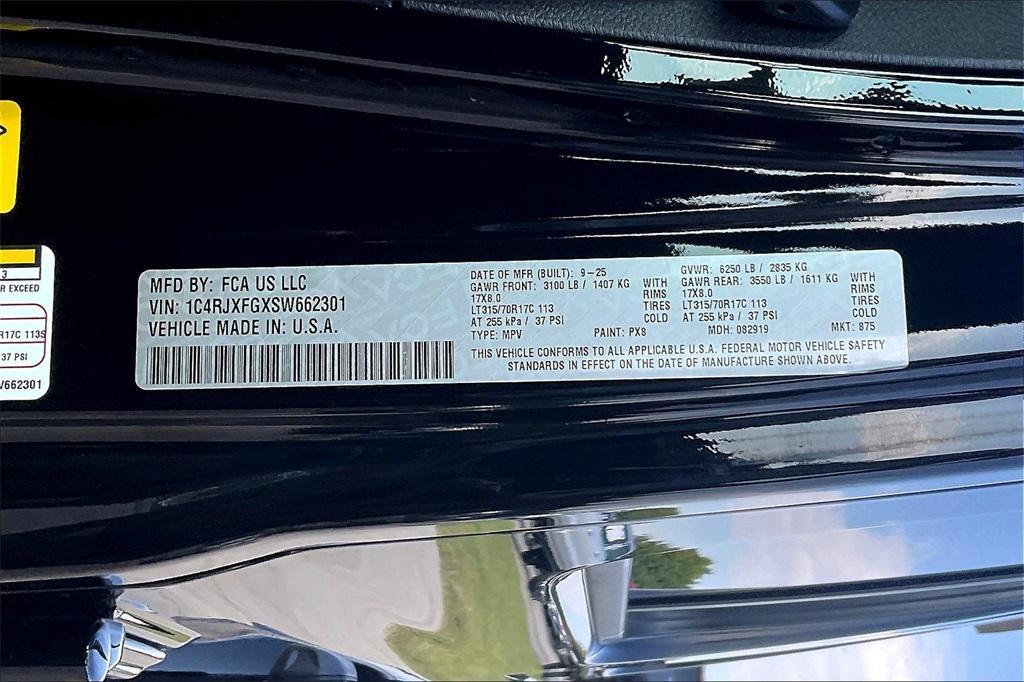 3
R EXCEED
R17C 113S
37 PSI
W662301
MFD BY: FCA US LLC
VIN: 1C4RJXFGXSW662301
VEHICLE MADE IN: U.S.A.
DATE OF MFR (BUILT): 9-25
GAWR FRONT: 3100 LB / 1407 KG WITH
17X8.0 RIMS
LT315/70R17C 113 TIRES
AT 255 kPa / 37 PSI COLD
TYPE: MPV PAINT: PX8
GVWR: 6250 LB / 2835 KG
GAWR REAR: 3550 LB / 1611 KG WITH
17X8.0 RIMS
LT315/70R17C 113 TIRES
AT 255 kPa / 37 PSI COLD
MDH: 082919 MKT: 875
THIS VEHICLE CONFORMS TO ALL APPLICABLE U.S.A. FEDERAL MOTOR VEHICLE SAFETY
STANDARDS IN EFFECT ON THE DATE OF MANUFACTURE SHOWN ABOVE.